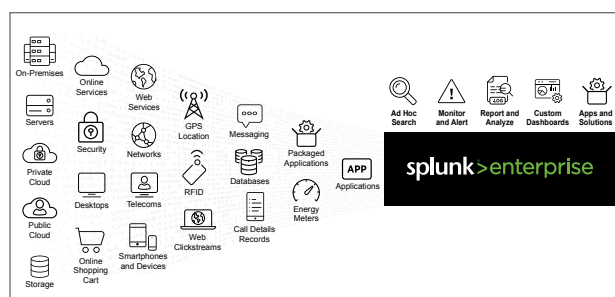 On-Premises
Servers
Private
Cloud
Public
Cloud
Storage
Online
Services
Security
Desktops
Online
Shopping
Cart
Web
Services
Networks
Telecoms
Smartphones
and Devices
GPS
Location
RFID
Web
Clickstreams
Messaging
Databases
Call Details
Records
Packaged
Applications
Energy
Meters
APP
Applications
Ad Hoc
Search
Monitor
and Alert
LOG
Report and
Analyze
Custom
Dashboards
Apps and
Solutions
splunk>enterprise